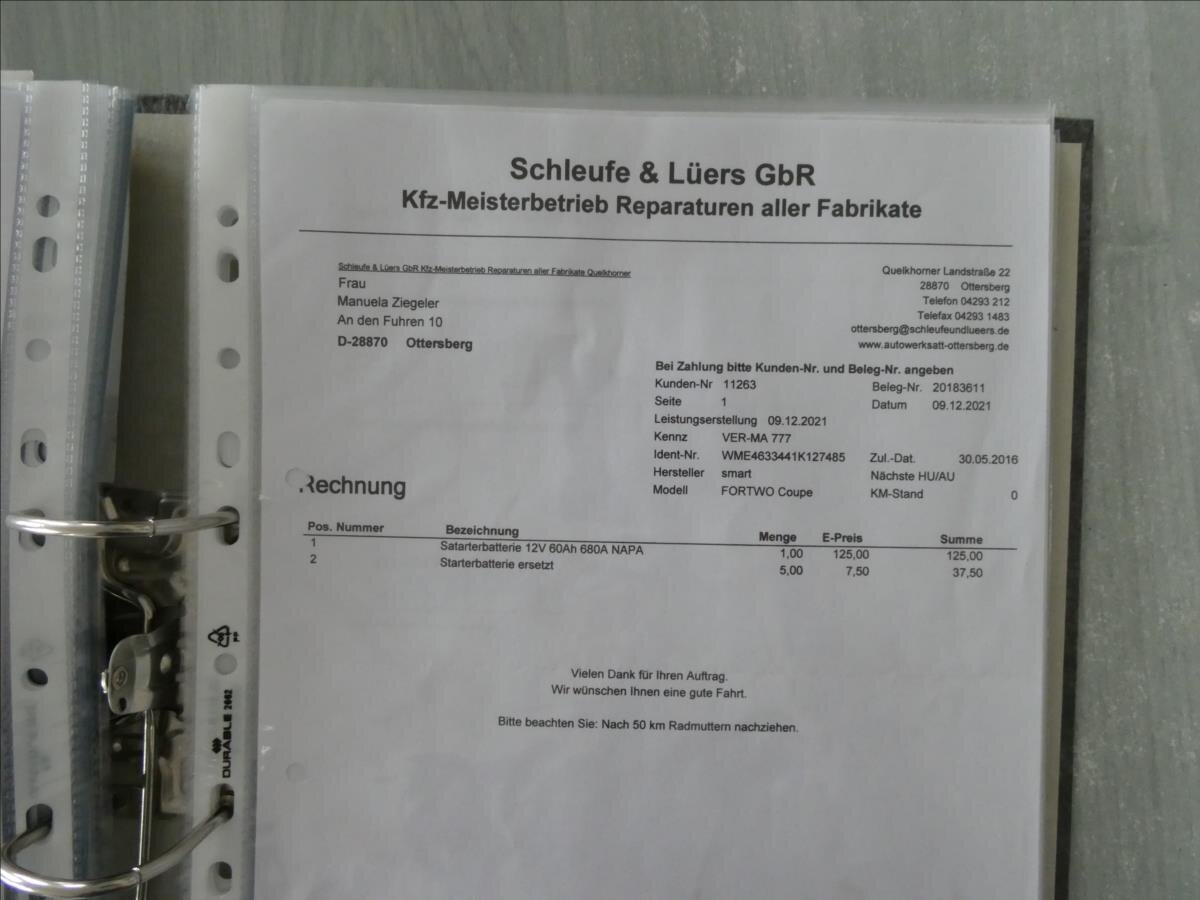 Schleufe & Lüers GbR
Kfz-Meisterbetrieb Reparaturen aller Fabrikate
Schleufe & Lüers GbR Kfz-Meisterbetrieb Reparaturen aller Fabrikate Quelkhorner
Frau
Manuela Ziegeler
An den Fuhren 10
D-28870 Ottersberg
Quelkhorner Landstraße 22
28870 Ottersberg
Telefon 04293 212
Telefax 04293 1483
ottersberg@schleufeundlueers.de
www.autowerksatt-ottersberg.de
Bei Zahlung bitte Kunden-Nr. und Beleg-Nr. angeben
Kunden-Nr 11263 Beleg-Nr. 20183611
Seite 1 Datum 09.12.2021
Leistungserstellung 09.12.2021
Kennz VER-MA 777
Ident-Nr. WME4633441K127485 Zul.-Dat. 30.05.2016
Hersteller smart Nächste HU/AU
Modell FORTWO Coupe KM-Stand 0
Rechnung
Pos. Nummer Bezeichnung Menge E-Preis Summe
1 Satarterbatterie 12V 60Ah 680A NAPA 1,00 125,00 125,00
2 Starterbatterie ersetzt 5,00 7,50 37,50
Vielen Dank für Ihren Auftrag.
Wir wünschen Ihnen eine gute Fahrt.
Bitte beachten Sie: Nach 50 km Radmuttern nachziehen.
PP
DURABLE 2662